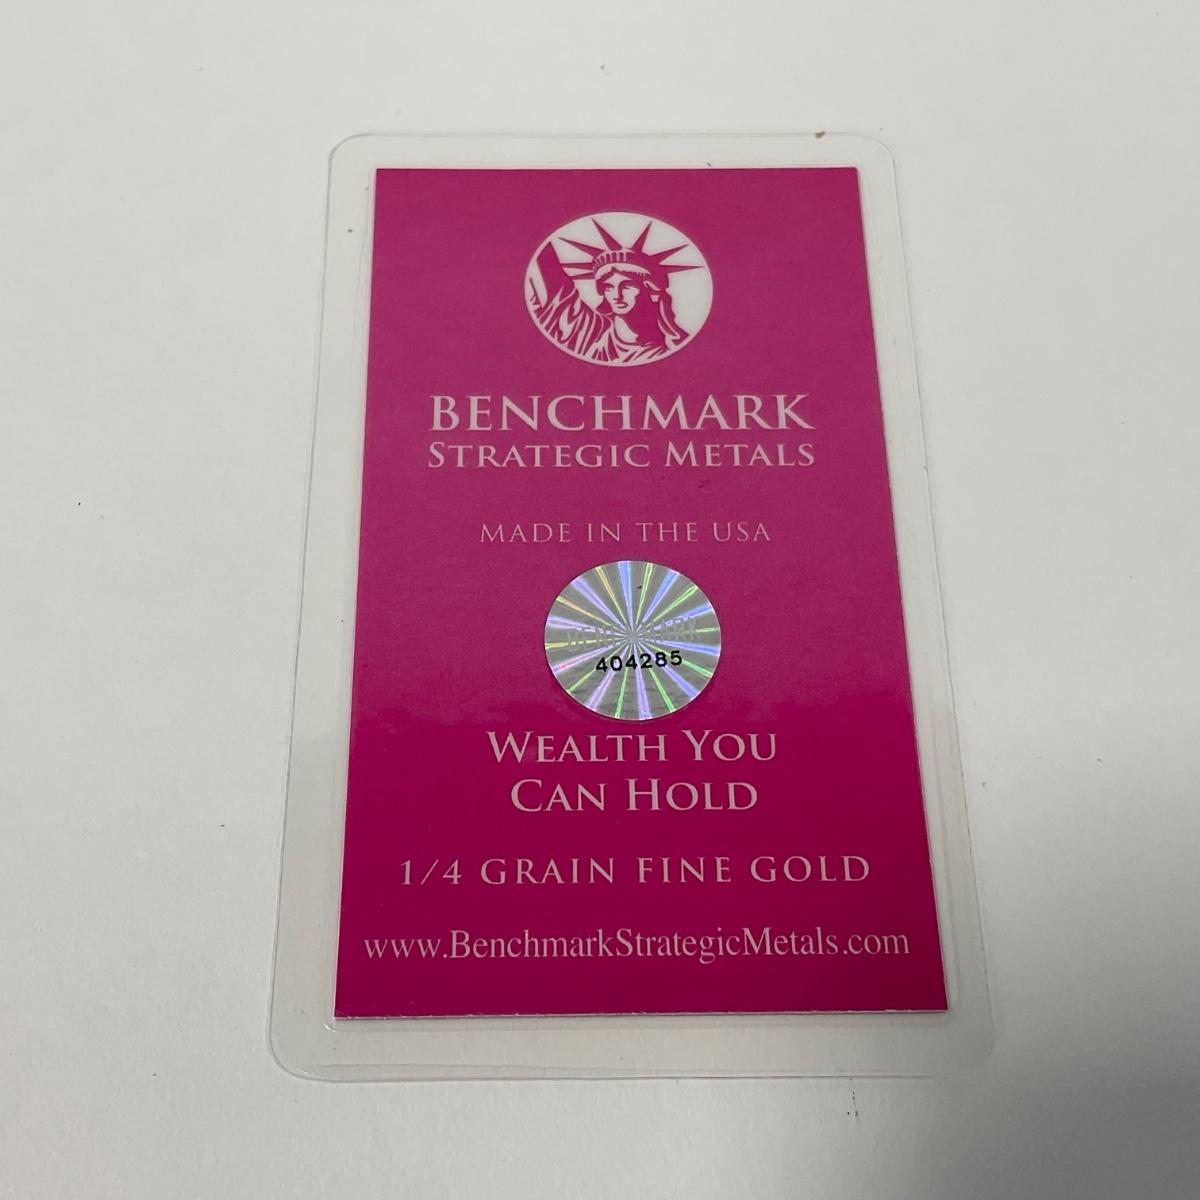 BENCHMARK
STRATEGIC METALS
MADE IN THE USA
BENCHMARK
404285
WEALTH YOU
CAN HOLD
1/4 GRAIN FINE GOLD
www.BenchmarkStrategicMetals.com